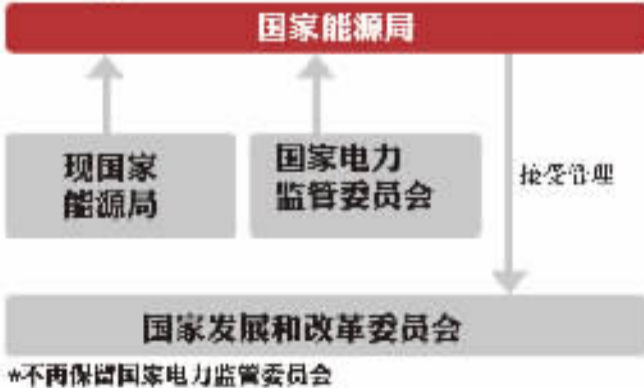 国家能源局
现国家
能源局
国家电力
监管委员会
接受管理
国家发展和改革委员会
*不再保留国家电力监管委员会